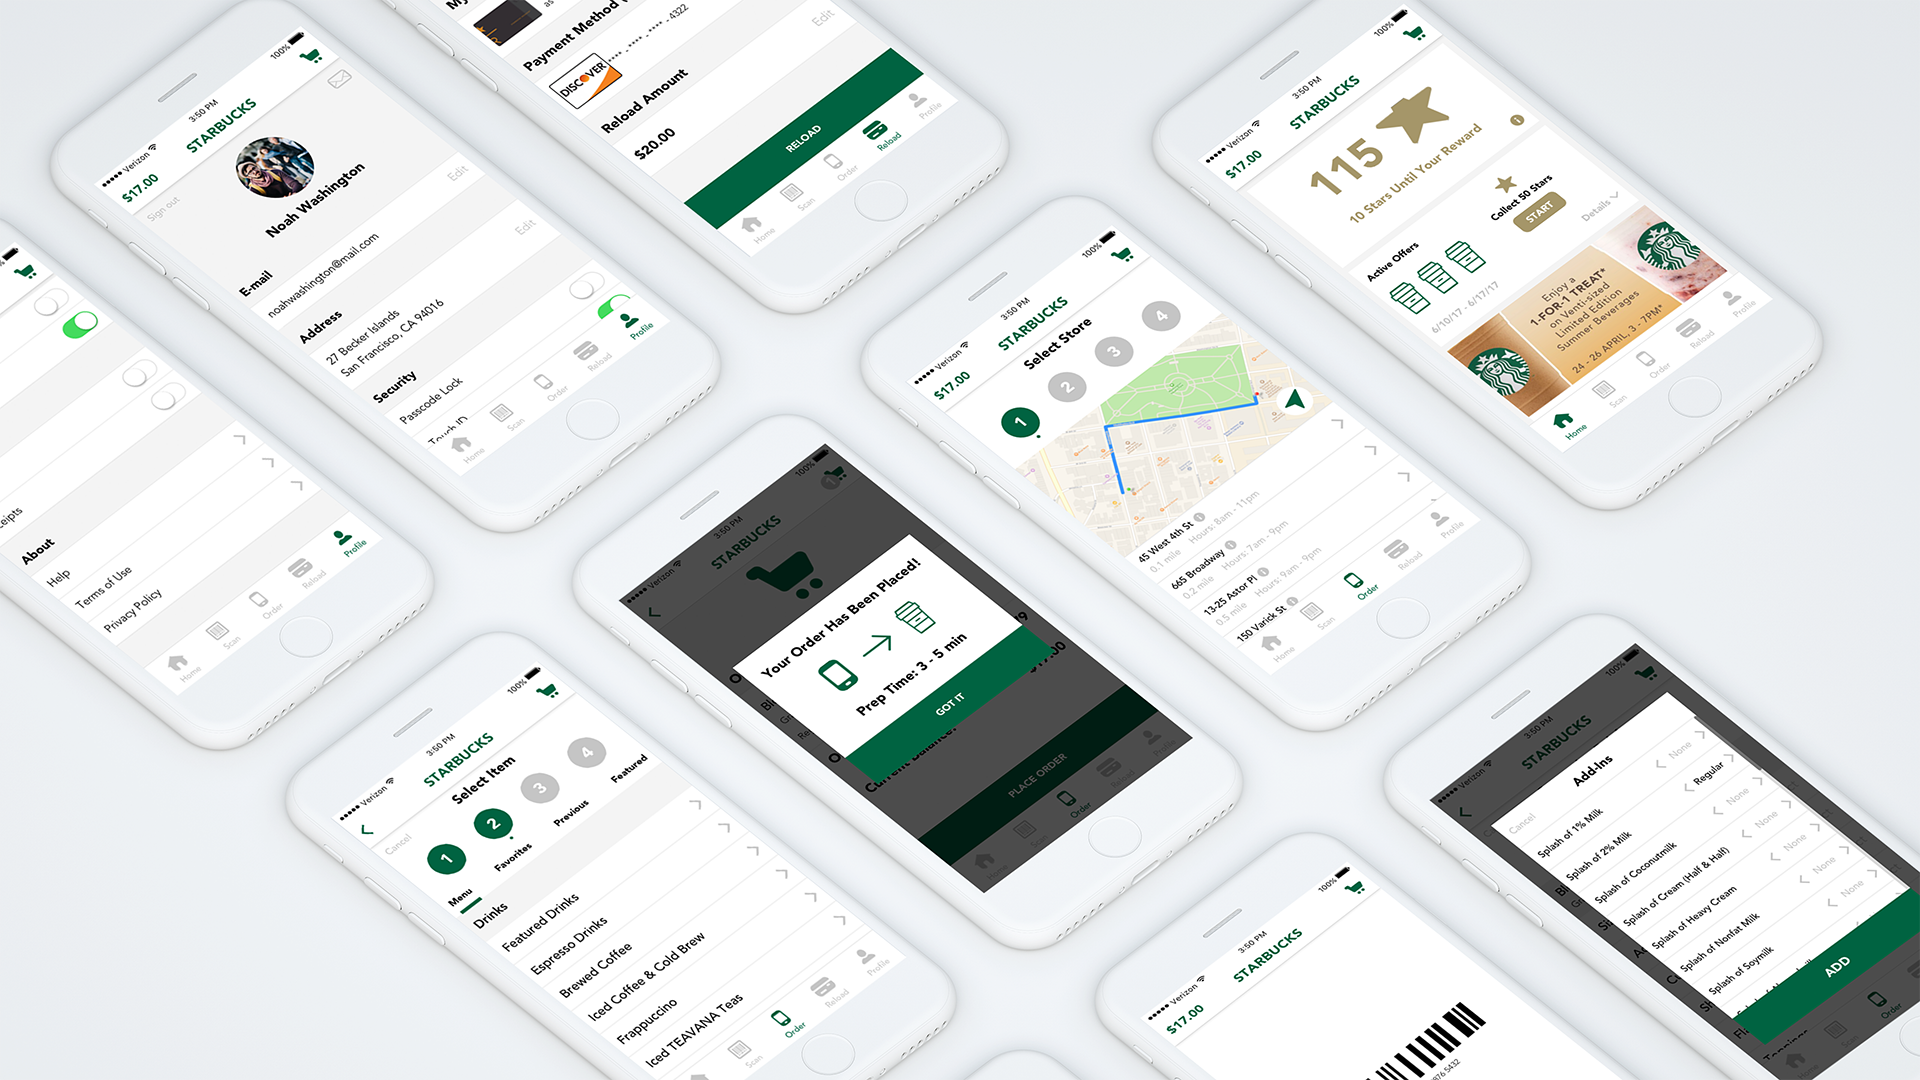 100%
3:50 PM
Verizon
STARBUCKS
$17.00
Sign out
Noah Washington
Edit
E-mail
noahwashington@mail.com
Edit
Address
27 Becker Islands
San Francisco, CA 94016
Security
Passcode Lock
Touch ID
Home
Scan
Order
Reload
Profile
as
Payment Method
DISCOVER
**** - **** - **** - 4322
Edit
Reload Amount
$20.00
RELOAD
Home
Scan
Order
Reload
Profile
100%
3:50 PM
Verizon
STARBUCKS
$17.00
115
10 Stars Until Your Reward
Collect 50 Stars
START
Details
Active Offers
6/10/17 - 6/17/17
Enjoy a
1-FOR-1 TREAT*
on Venti-sized
Limited Edition
Summer Beverages
24 - 26 APRIL, 3 - 7PM*
Home
Scan
Order
Reload
Profile
About
Help
Terms of Use
Privacy Policy
Home
Scan
Order
Reload
Profile
100%
3:50 PM
Verizon
STARBUCKS
Your Order Has Been Placed!
Prep Time: 3 - 5 min
GOT IT
Current Balance:
PLACE ORDER
Home
Scan
Order
Reload
Profile
100%
3:50 PM
Verizon
STARBUCKS
$17.00
Select Store
1
2
3
4
45 West 4th St
0.1 mile Hours: 8am - 11pm
665 Broadway
0.2 mile Hours: 7am - 9pm
13-25 Astor Pl
0.5 mile Hours: 9am - 9pm
150 Varick St
Home
Scan
Order
Reload
Profile
100%
3:50 PM
Verizon
STARBUCKS
Cancel
Select Item
1
2
3
4
Menu
Favorites
Previous
Featured
Drinks
Featured Drinks
Espresso Drinks
Brewed Coffee
Iced Coffee & Cold Brew
Frappuccino
Iced TEAVANA Teas
Scan
Order
Reload
Profile
100%
3:50 PM
Verizon
STARBUCKS
$17.00
876 5432
100%
3:50 PM
Verizon
STARBUCKS
Cancel
Add-Ins
Splash of 1% Milk
None
Splash of 2% Milk
Regular
Splash of Coconutmilk
None
Splash of Cream (Half & Half)
None
Splash of Heavy Cream
None
Splash of Nonfat Milk
None
Splash of Soymilk
None
ADD
Scan
Order